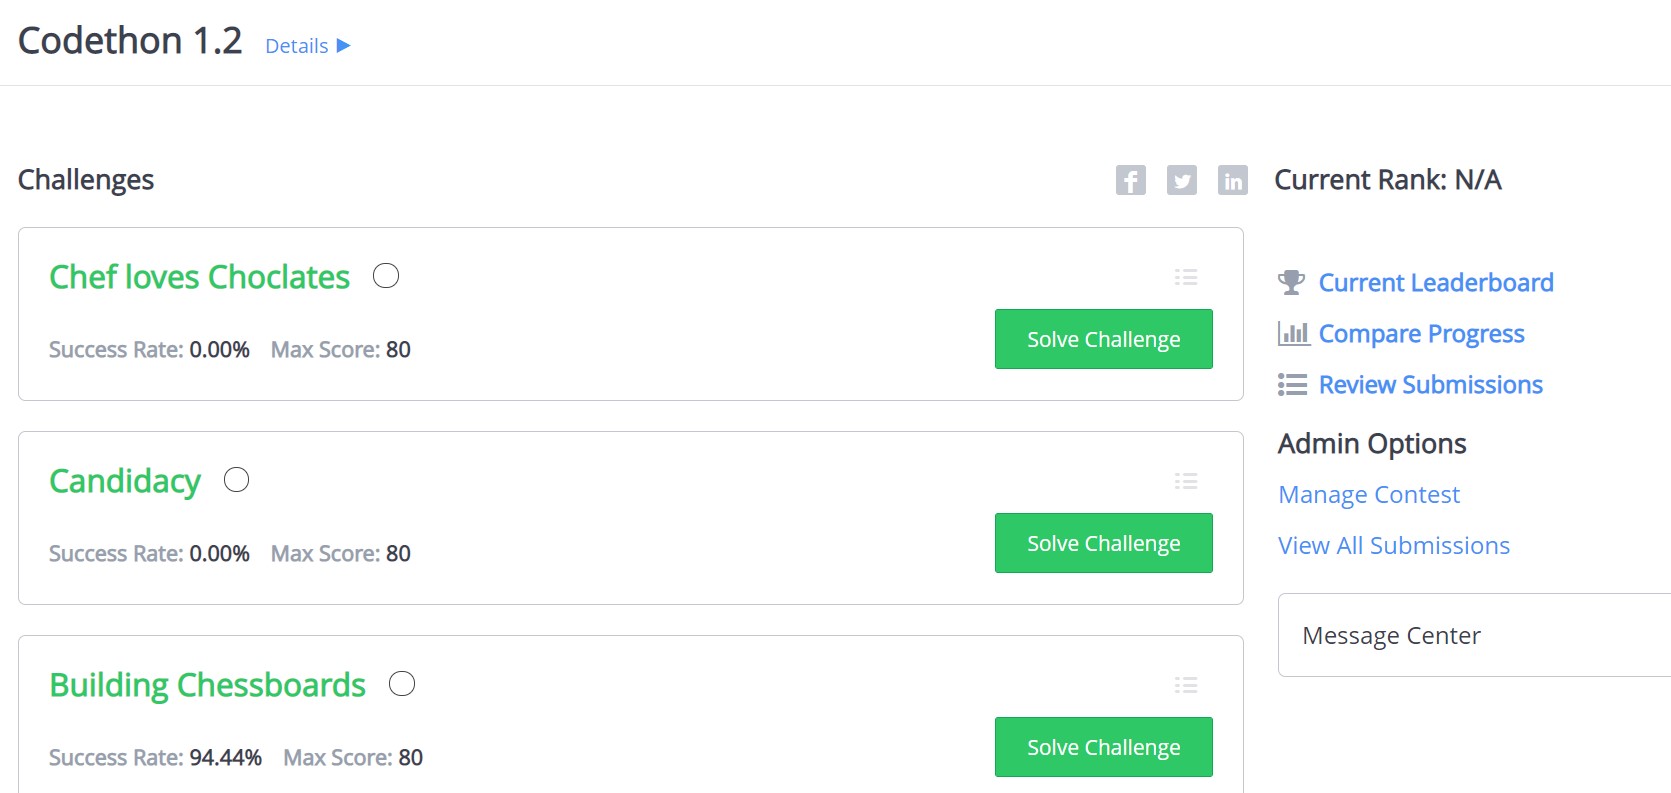 Codethon 1.2 Details ▶
Challenges
Chef loves Choclates
Success Rate: 0.00% Max Score: 80
Solve Challenge
Candidacy
Success Rate: 0.00% Max Score: 80
Solve Challenge
Building Chessboards
Success Rate: 94.44% Max Score: 80
Solve Challenge
Current Rank: N/A
Current Leaderboard
Compare Progress
Review Submissions
Admin Options
Manage Contest
View All Submissions
Message Center